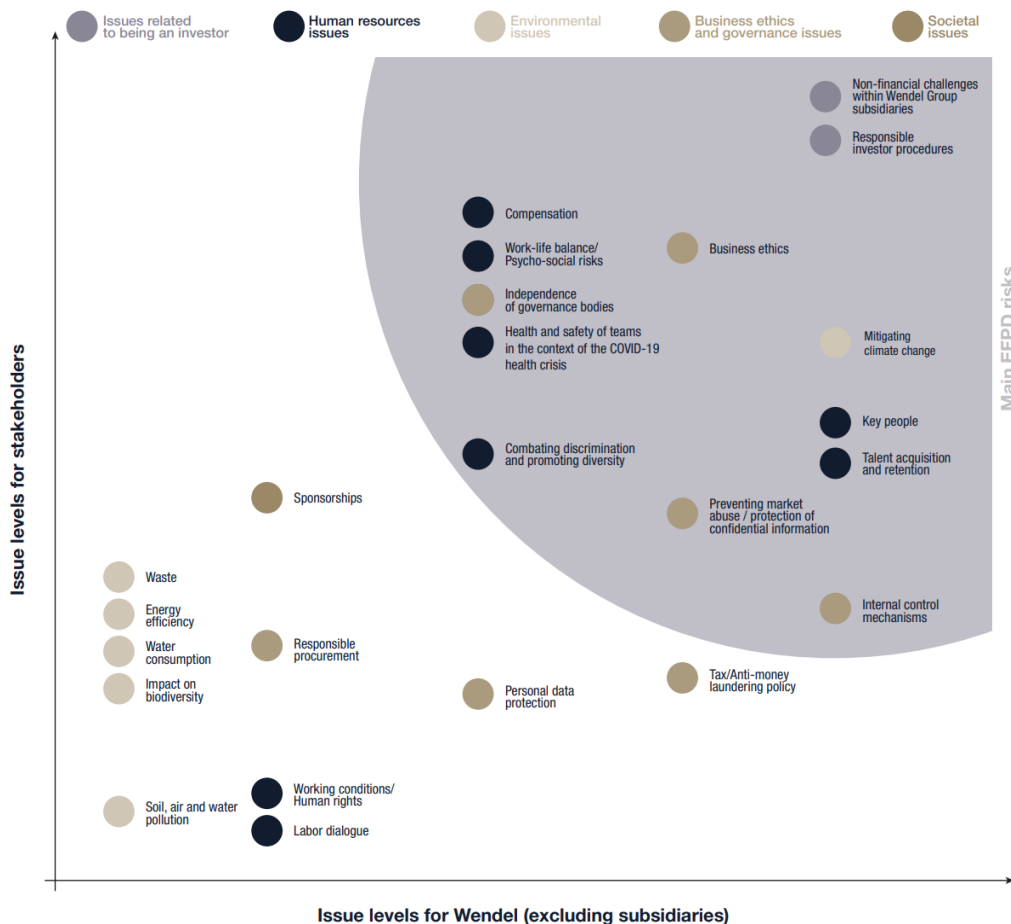 Issues related
to being an investor
Human resources
issues
Environmental
issues
Business ethics
and governance issues
Societal
issues
Non-financial challenges
within Wendel Group
subsidiaries
Responsible
investor procedures
Compensation
Work-life balance/
Psycho-social risks
Business ethics
Independence
of governance bodies
Health and safety of teams
in the context of the COVID-19
health crisis
Mitigating
climate change
Key people
Combating discrimination
and promoting diversity
Talent acquisition
and retention
Sponsorships
Preventing market
abuse / protection of
confidential information
Waste
Energy
efficiency
Internal control
mechanisms
Water
consumption
Responsible
procurement
Impact on
biodiversity
Personal data
protection
Tax/Anti-money
laundering policy
Soil, air and water
pollution
Working conditions/
Human rights
Labor dialogue
Issue levels for stakeholders
Main EFPD risks
Issue levels for Wendel (excluding subsidiaries)